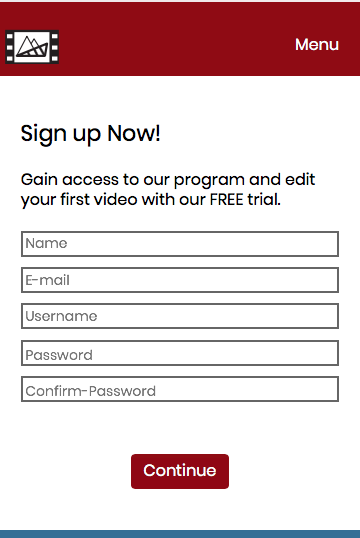 Menu
Sign up Now!
Gain access to our program and edit
your first video with our FREE trial.
Name
E-mail
Username
Password
Confirm-Password
Continue